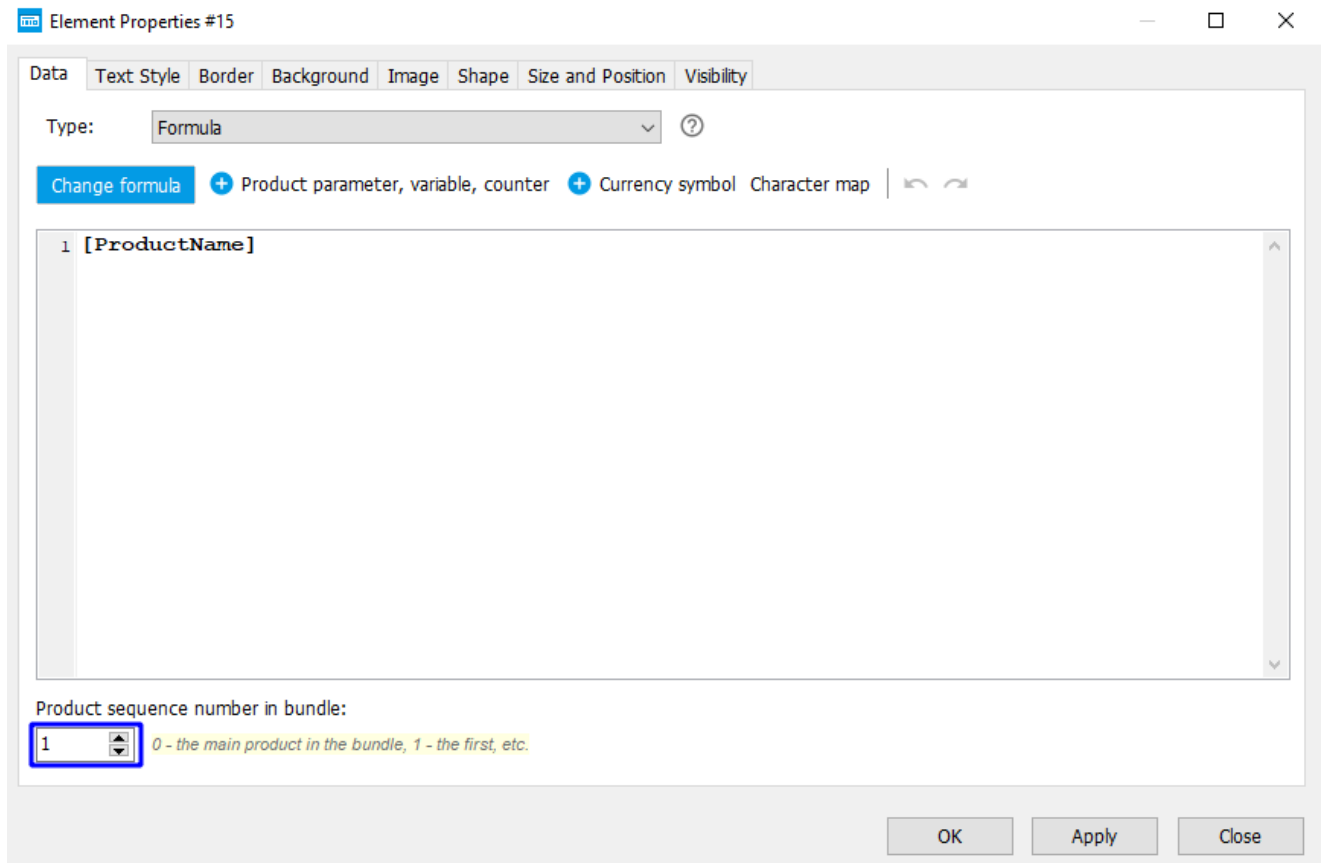 Element Properties #15
Data Text Style Border Background Image Shape Size and Position Visibility
Type: Formula
Change formula Product parameter, variable, counter Currency symbol Character map
1 [ProductName]
Product sequence number in bundle:
1 0 - the main product in the bundle, 1 - the first, etc.
OK Apply Close